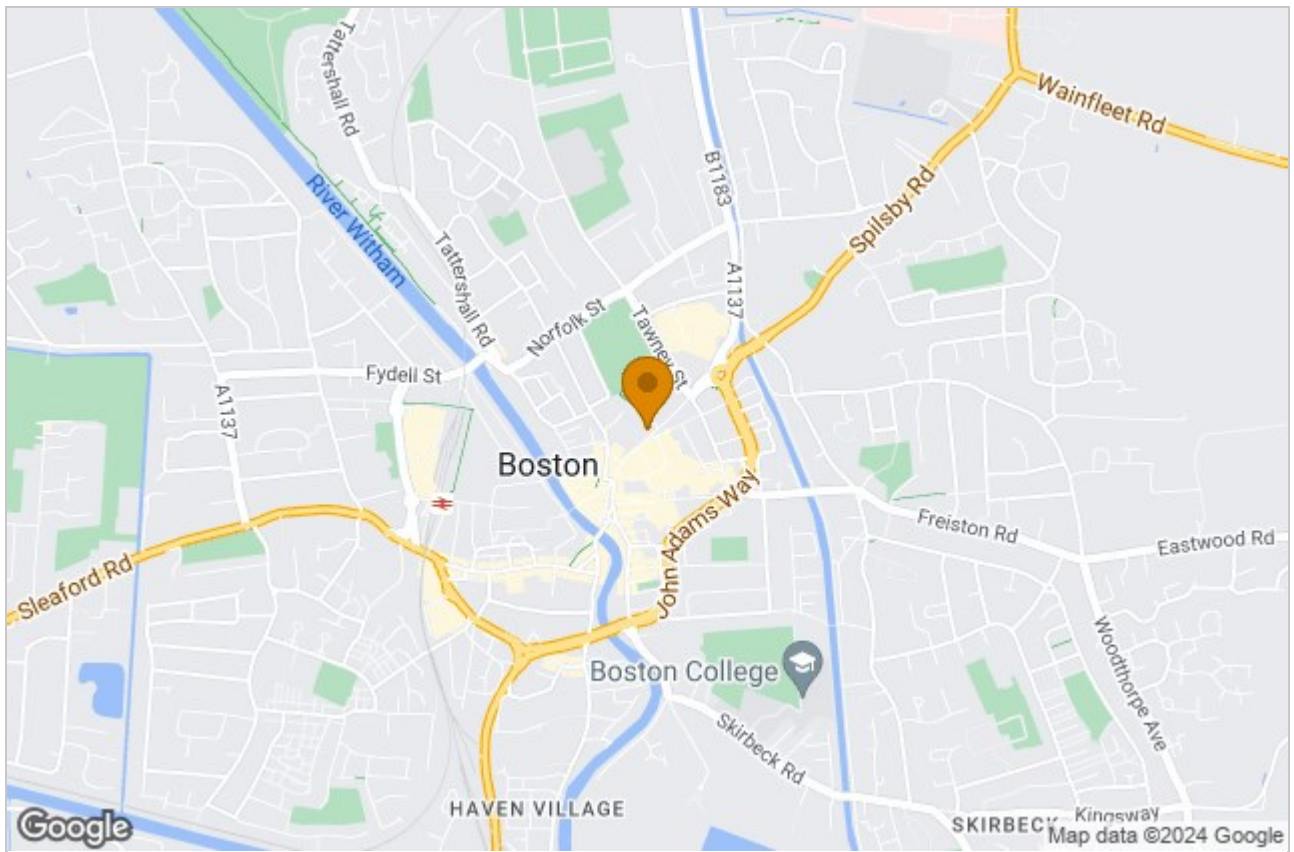 Tattershall Rd
Wainfleet Rd
B1183
Spilsby Rd
River Witham
Tattershall Rd
A1137
Norfolk St
Tawney St
Fydell St
A1137
Boston
John Adams Way
Freiston Rd
Eastwood Rd
Sleaford Rd
Boston College
Woodthorpe Ave
Skirbeck Rd
HAVEN VILLAGE
SKIRBECK
Kingsway
Google
Map data ©2024 Google